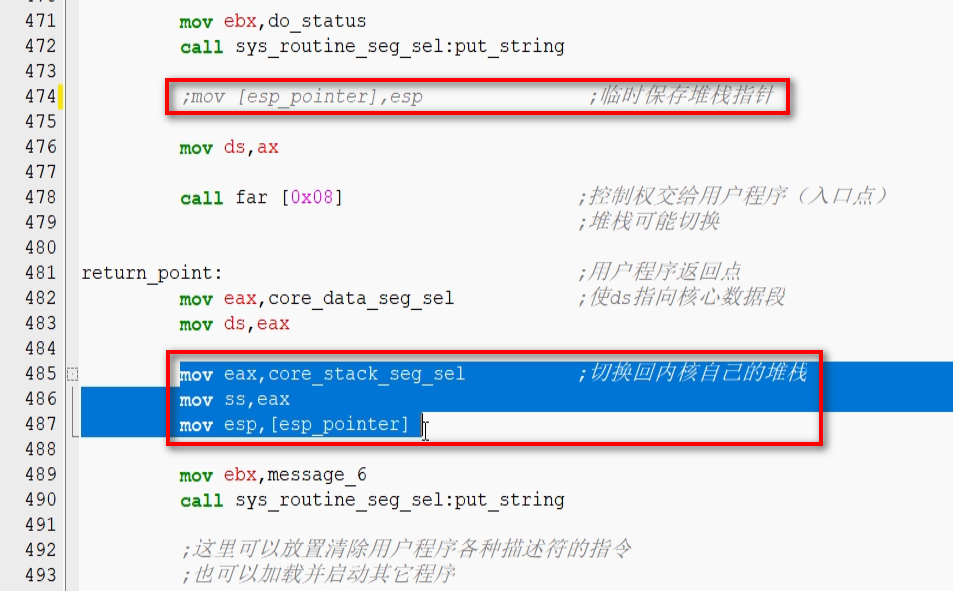 471 mov ebx,do_status
472 call sys_routine_seg_sel:put_string
473
474 ;mov [esp_pointer],esp ;临时保存堆栈指针
475
476 mov ds,ax
477
478 call far [0x08] ;控制权交给用户程序（入口点）
479 ;堆栈可能切换
480
481 return_point: ;用户程序返回点
482 mov eax,core_data_seg_sel ;使ds指向核心数据段
483 mov ds,eax
484
485 mov eax,core_stack_seg_sel ;切换回内核自己的堆栈
486 mov ss,eax
487 mov esp,[esp_pointer]
488
489 mov ebx,message_6
490 call sys_routine_seg_sel:put_string
491
492 ;这里可以放置清除用户程序各种描述符的指令
493 ;也可以加载并启动其它程序